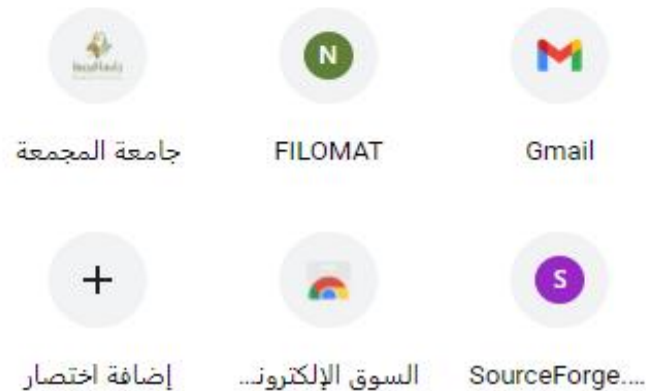 Gmail
N
FILOMAT
جامعة المجمعة
S
SourceForge....
السوق الإلكترونـ...
إضافة اختصار